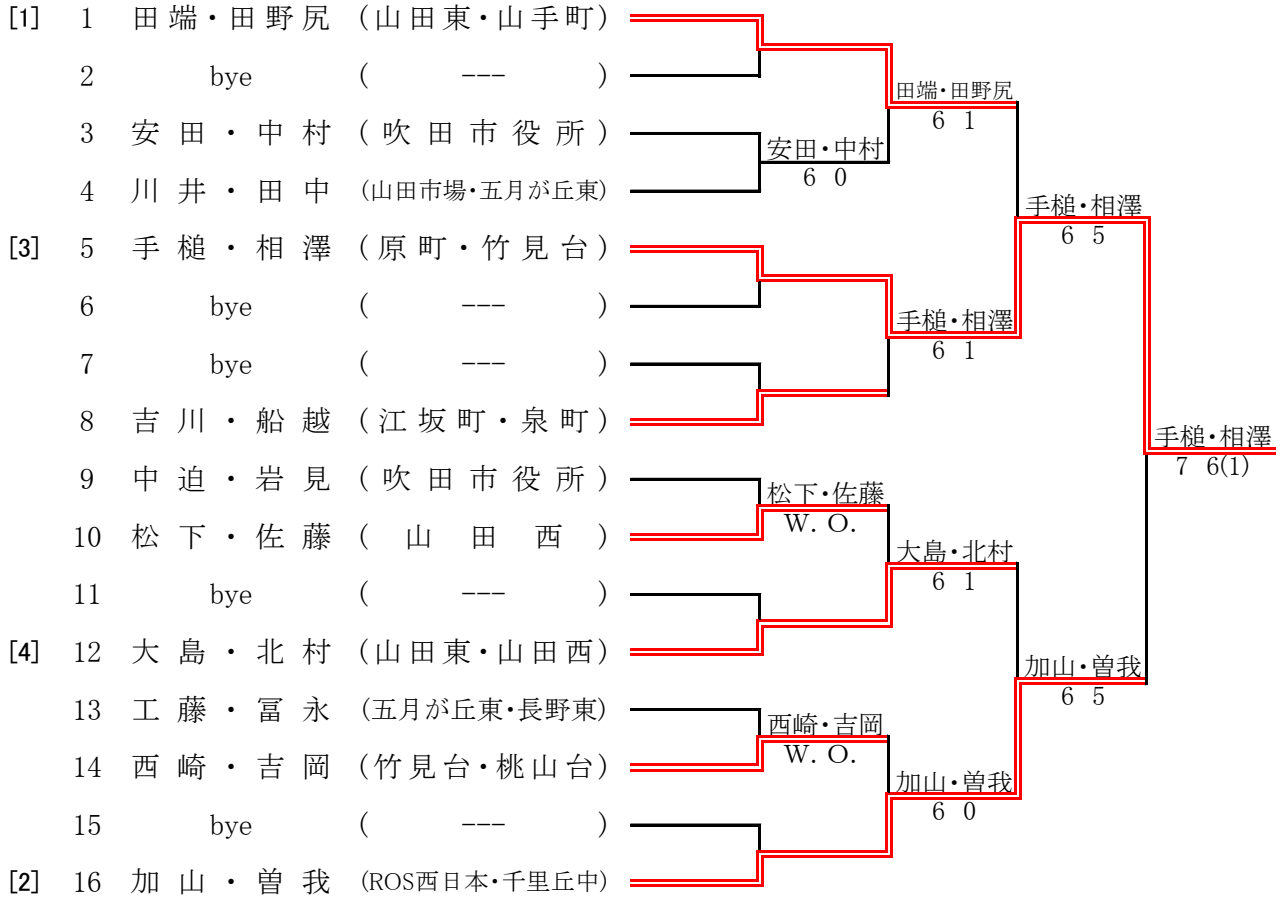 [1] 1 田端・田野尻 (山田東・山手町)
2 bye ( --- )
3 安田・中村 (吹田市役所)
4 川井・田中 (山田市場・五月が丘東)
[3] 5 手槌・相澤 (原町・竹見台)
6 bye ( --- )
7 bye ( --- )
8 吉川・船越 (江坂町・泉町)
9 中迫・岩見 (吹田市役所)
10 松下・佐藤 (山田西)
11 bye ( --- )
[4] 12 大島・北村 (山田東・山田西)
13 工藤・冨永 (五月が丘東・長野東)
14 西崎・吉岡 (竹見台・桃山台)
15 bye ( --- )
[2] 16 加山・曽我 (ROS西日本・千里丘中)
安田・中村
6 0
松下・佐藤
W. O.
西崎・吉岡
W. O.
田端・田野尻
6 1
手槌・相澤
6 1
大島・北村
6 1
加山・曽我
6 0
手槌・相澤
6 5
加山・曽我
6 5
手槌・相澤
7 6(1)